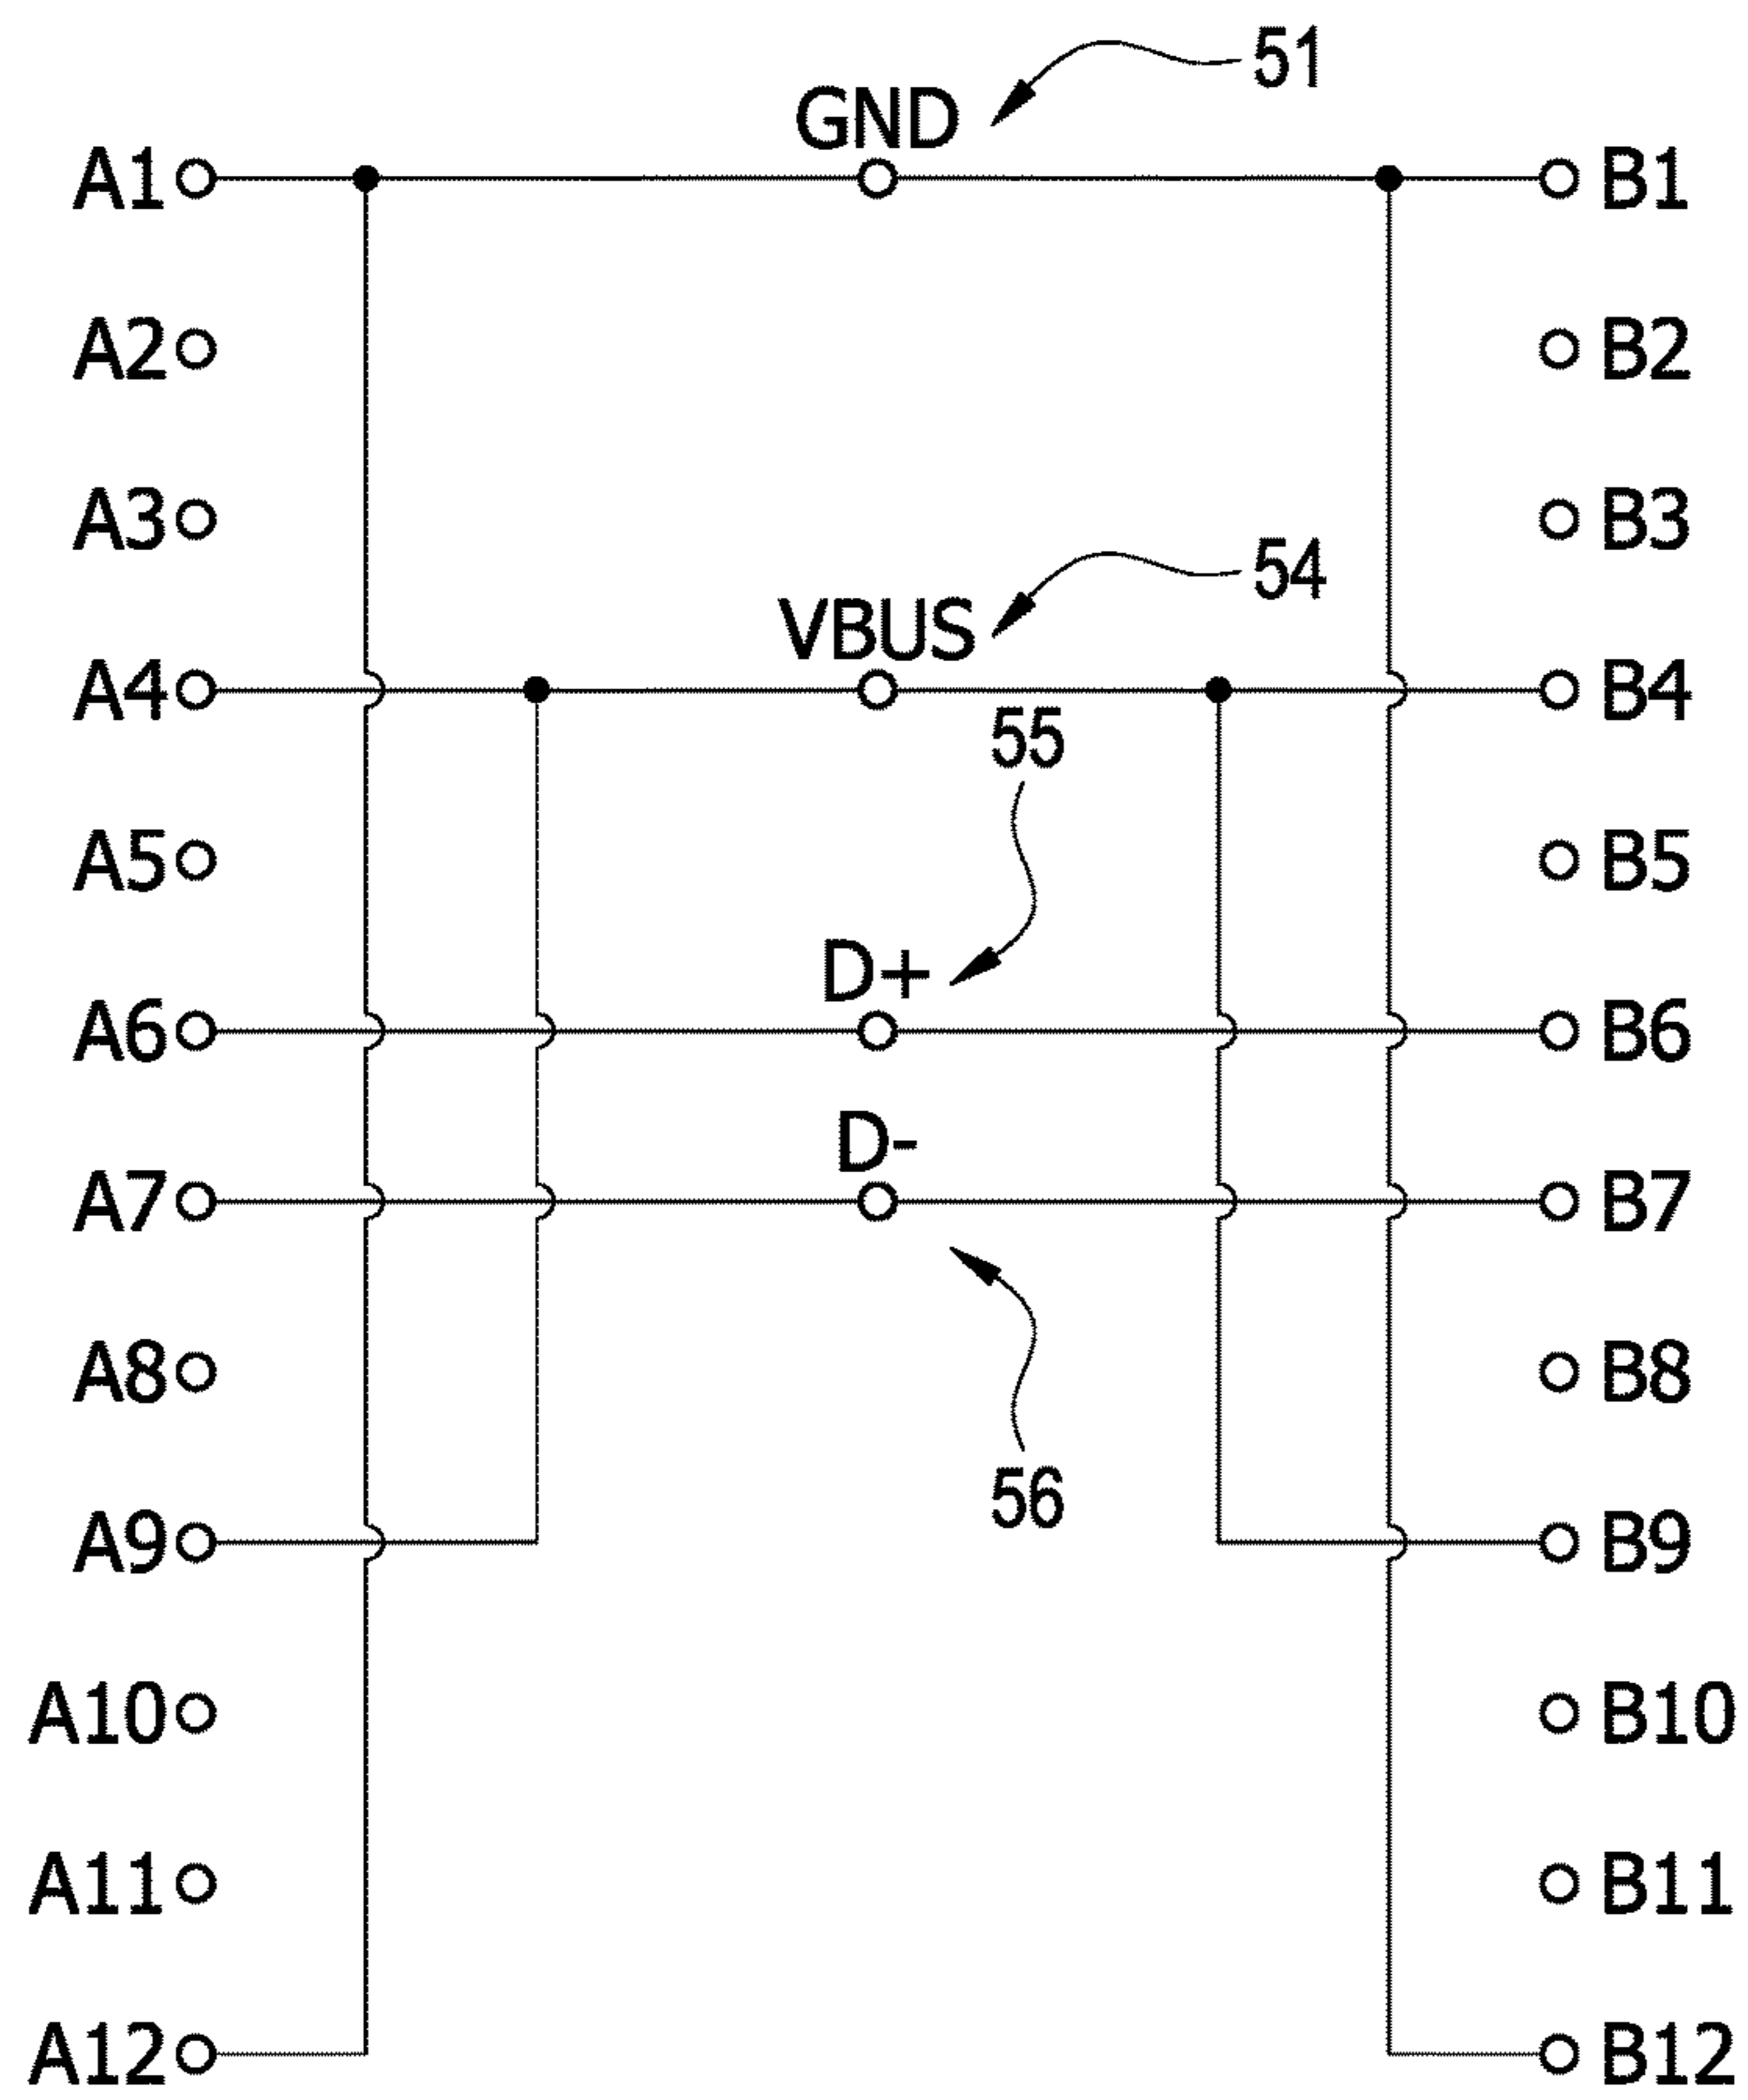 51
GND
A1 B1
A2 B2
A3 B3
54
VBUS
A4 B4
55
A5 B5
D+
A6 B6
D-
A7 B7
A8 B8
56
A9 B9
A10 B10
A11 B11
A12 B12